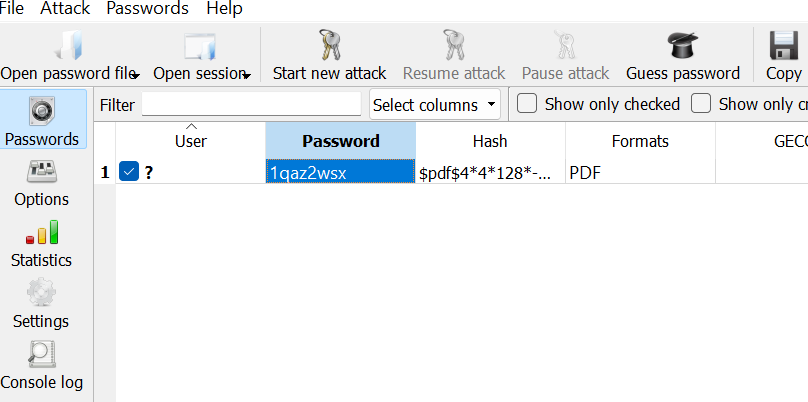 File Attack Passwords Help
Open password file Open session Start new attack Resume attack Pause attack Guess password Copy
Passwords Filter Select columns Show only checked Show only
User Password Hash Formats
1 ? 1qaz2wsx $pdf$4*4*128*-... PDF
Options
Statistics
Settings
Console log